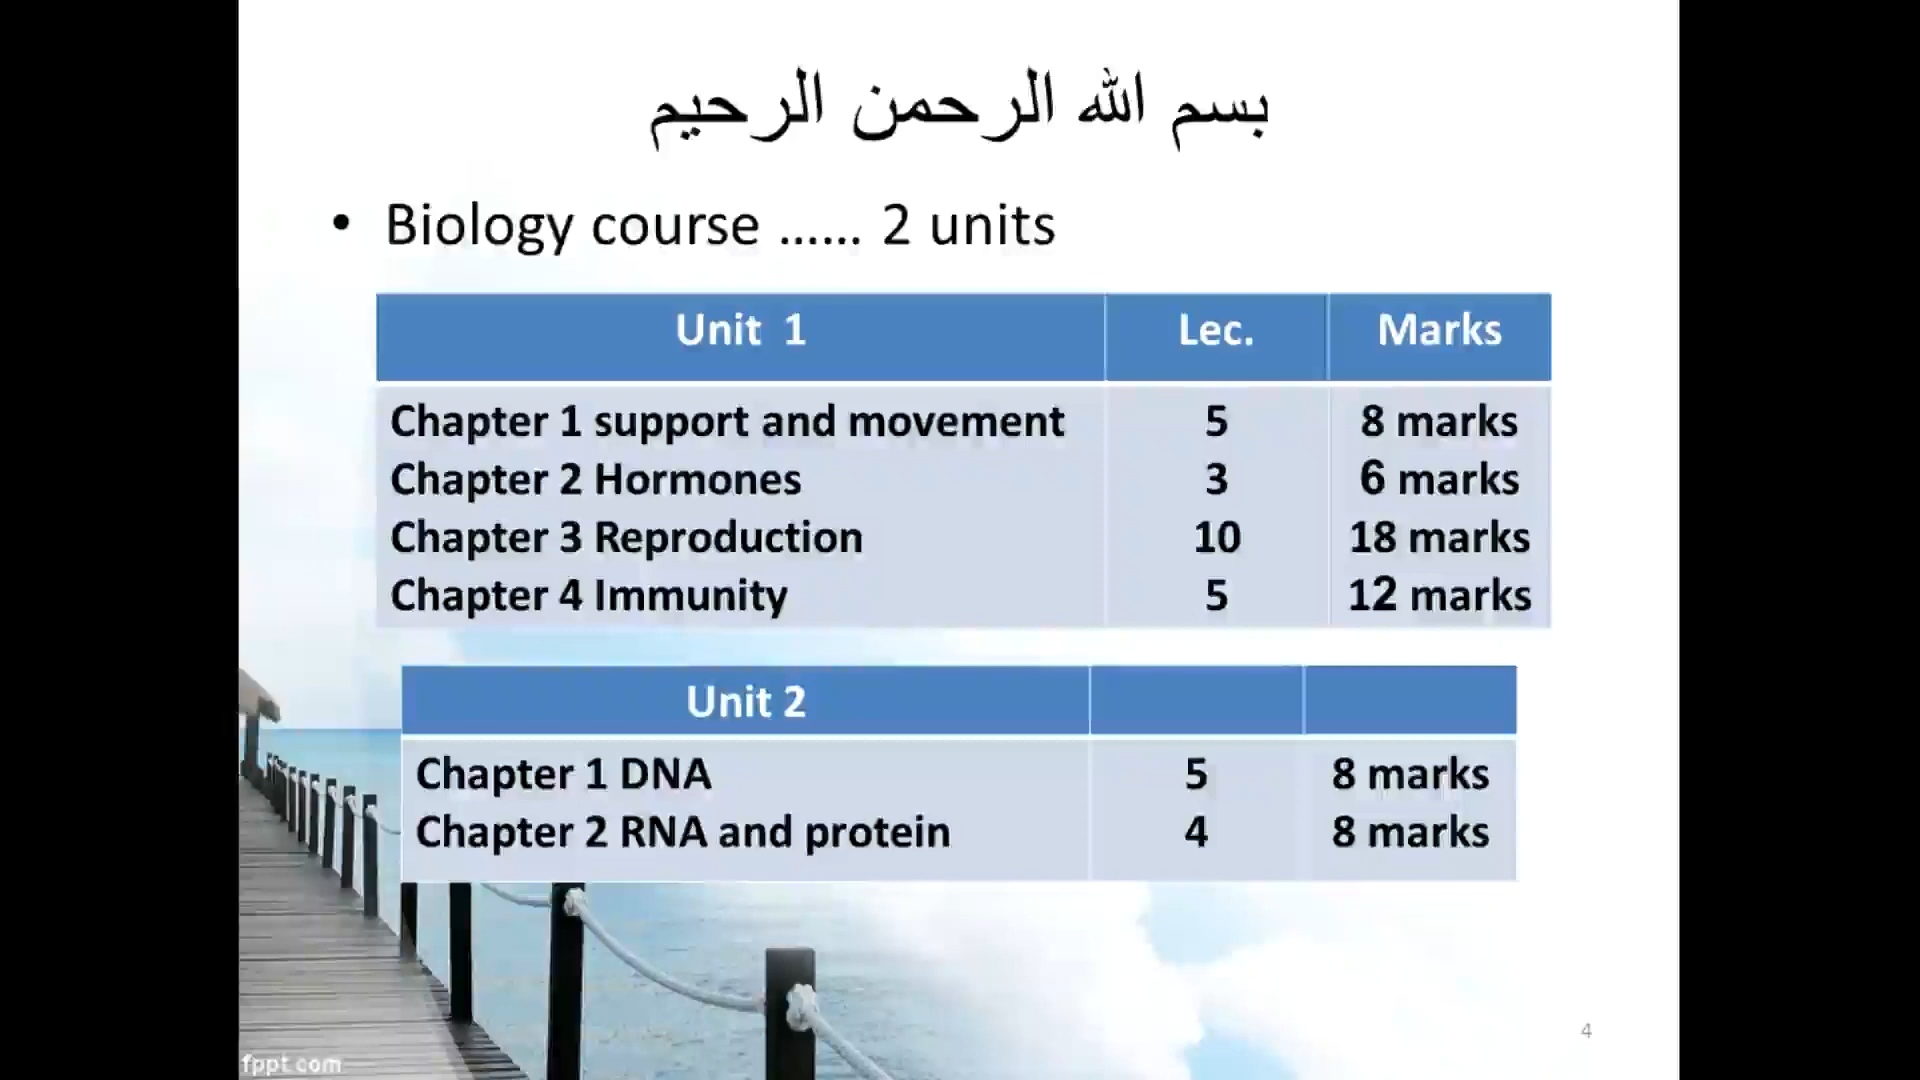 بسم الله الرحمن الرحيم
• Biology course …… 2 units
Unit 1 Lec. Marks
Chapter 1 support and movement 5 8 marks
Chapter 2 Hormones 3 6 marks
Chapter 3 Reproduction 10 18 marks
Chapter 4 Immunity 5 12 marks
Unit 2
Chapter 1 DNA 5 8 marks
Chapter 2 RNA and protein 4 8 marks
4
fppt.com